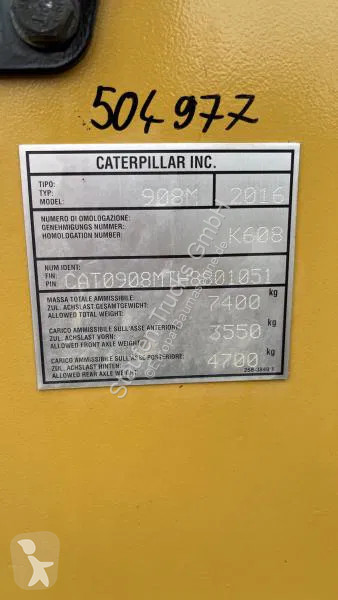 504977
CATERPILLAR INC.
TIPO:
TYP: 908M 2016
MODEL:
NUMERO DI OMOLOGAZIONE:
GENEHMIGUNGS NUMMER: K608
HOMOLOGATION NUMBER:
NUM IDENT:
FIN:
PIN
MASSA TOTALE AMMISSIBILE: kg
ZUL. ACHSLAST GESAMTGEWICHT: 7400
ALLOWED TOTAL WEIGHT:
CARICO AMMISSIBILE SULL'ASSE ANTERIORE: kg
ZUL. ACHSLAST VORN: 3550
ALLOWED FRONT AXLE WEIGHT:
CARICO AMMISSIBILE SULL'ASSE POSTERIORE: kg
ZUL. ACHSLAST HINTEN: 4700
ALLOWED REAR AXLE WEIGHT
Steffen Trucks GmbH